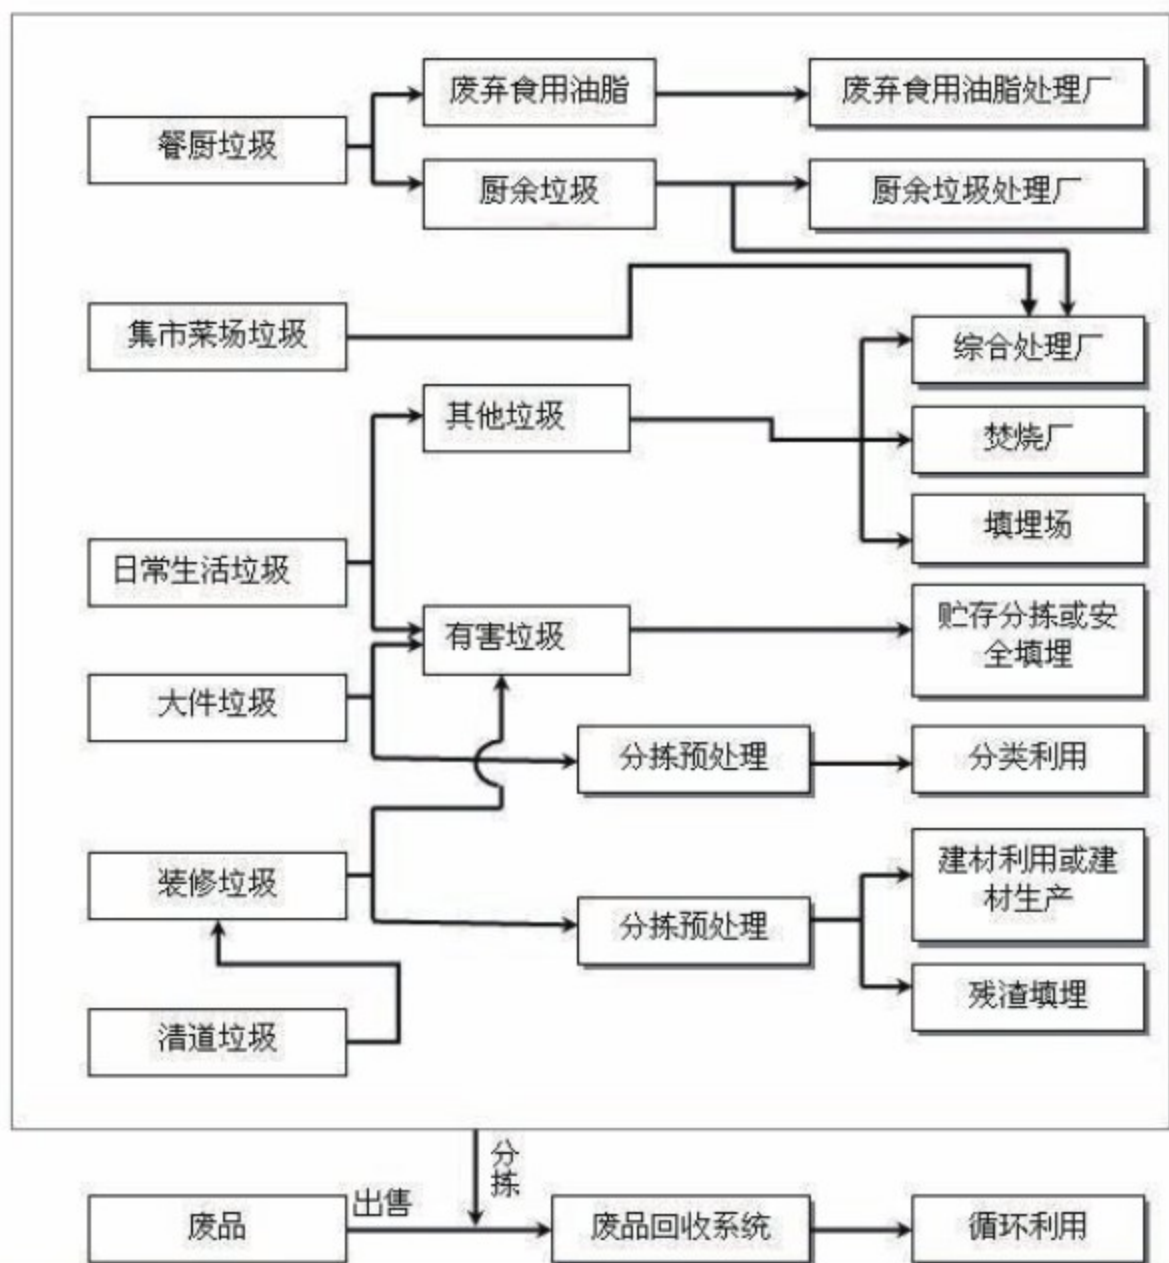 废弃食用油脂
废弃食用油脂处理厂
餐厨垃圾
厨余垃圾
厨余垃圾处理厂
集市菜场垃圾
综合处理厂
其他垃圾
焚烧厂
填埋场
日常生活垃圾
有害垃圾
贮存分拣或安
全填埋
大件垃圾
分拣预处理
分类利用
装修垃圾
建材利用或建
材生产
分拣预处理
残渣填埋
清道垃圾
分
拣
出售
废品
废品回收系统
循环利用